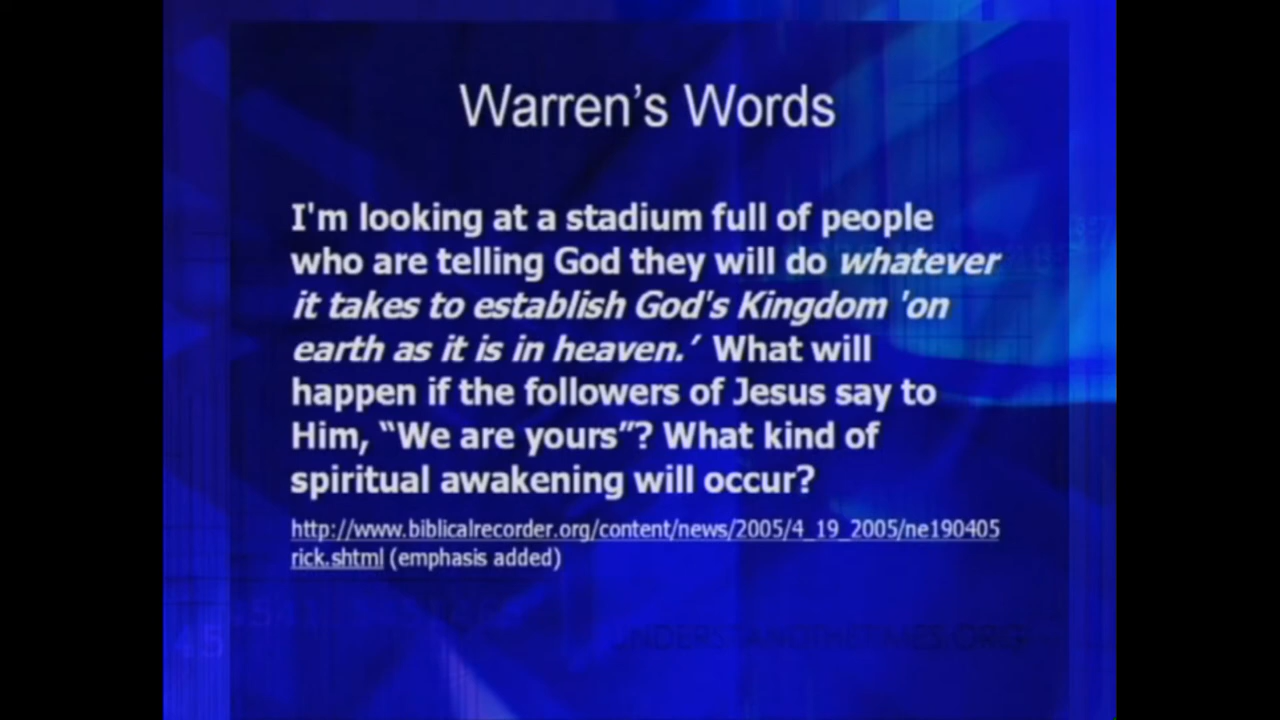 Warren’s Words
I'm looking at a stadium full of people
who are telling God they will do whatever
it takes to establish God's Kingdom 'on
earth as it is in heaven.´ What will
happen if the followers of Jesus say to
Him, “We are yours”? What kind of
spiritual awakening will occur?
http://www.biblicalrecorder.org/content/news/2005/4_19_2005/ne190405
rick.shtml (emphasis added)
UNDERSTANDTHETIMES.ORG